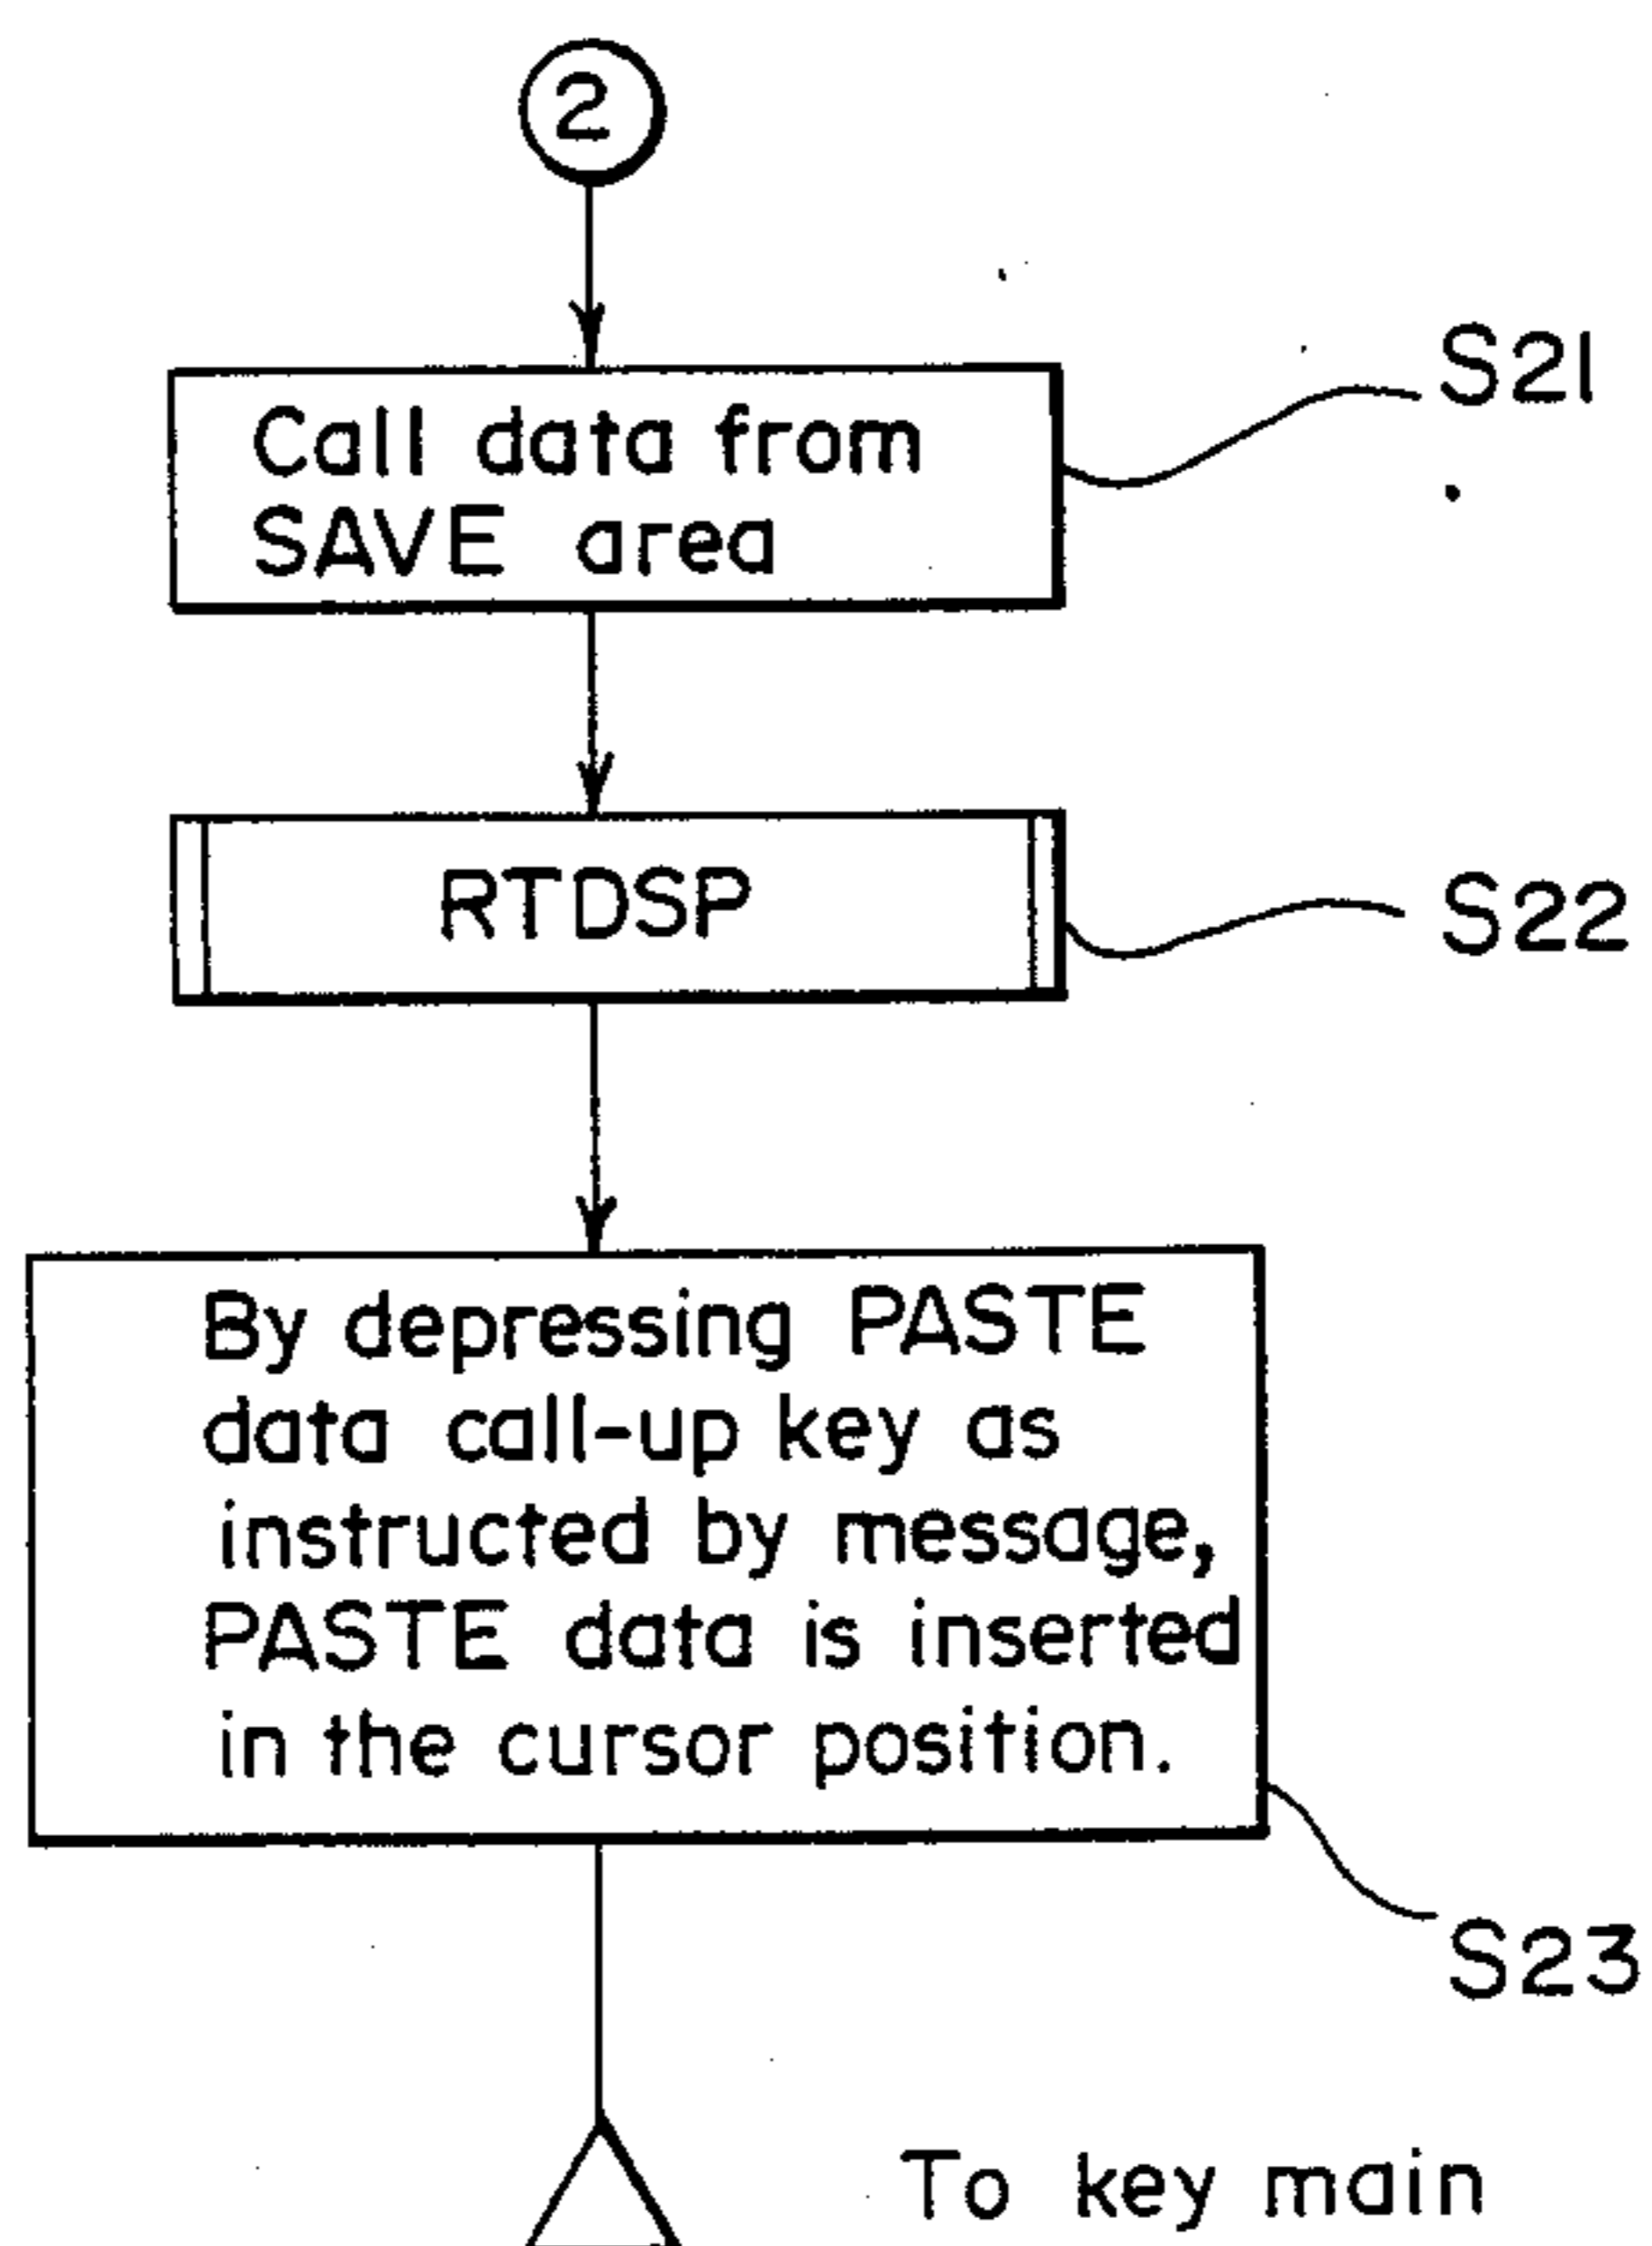 2
Call data from
SAVE area
S21
RTDSP
S22
By depressing PASTE
data call-up key as
instructed by message,
PASTE data is inserted
in the cursor position.
S23
To key main